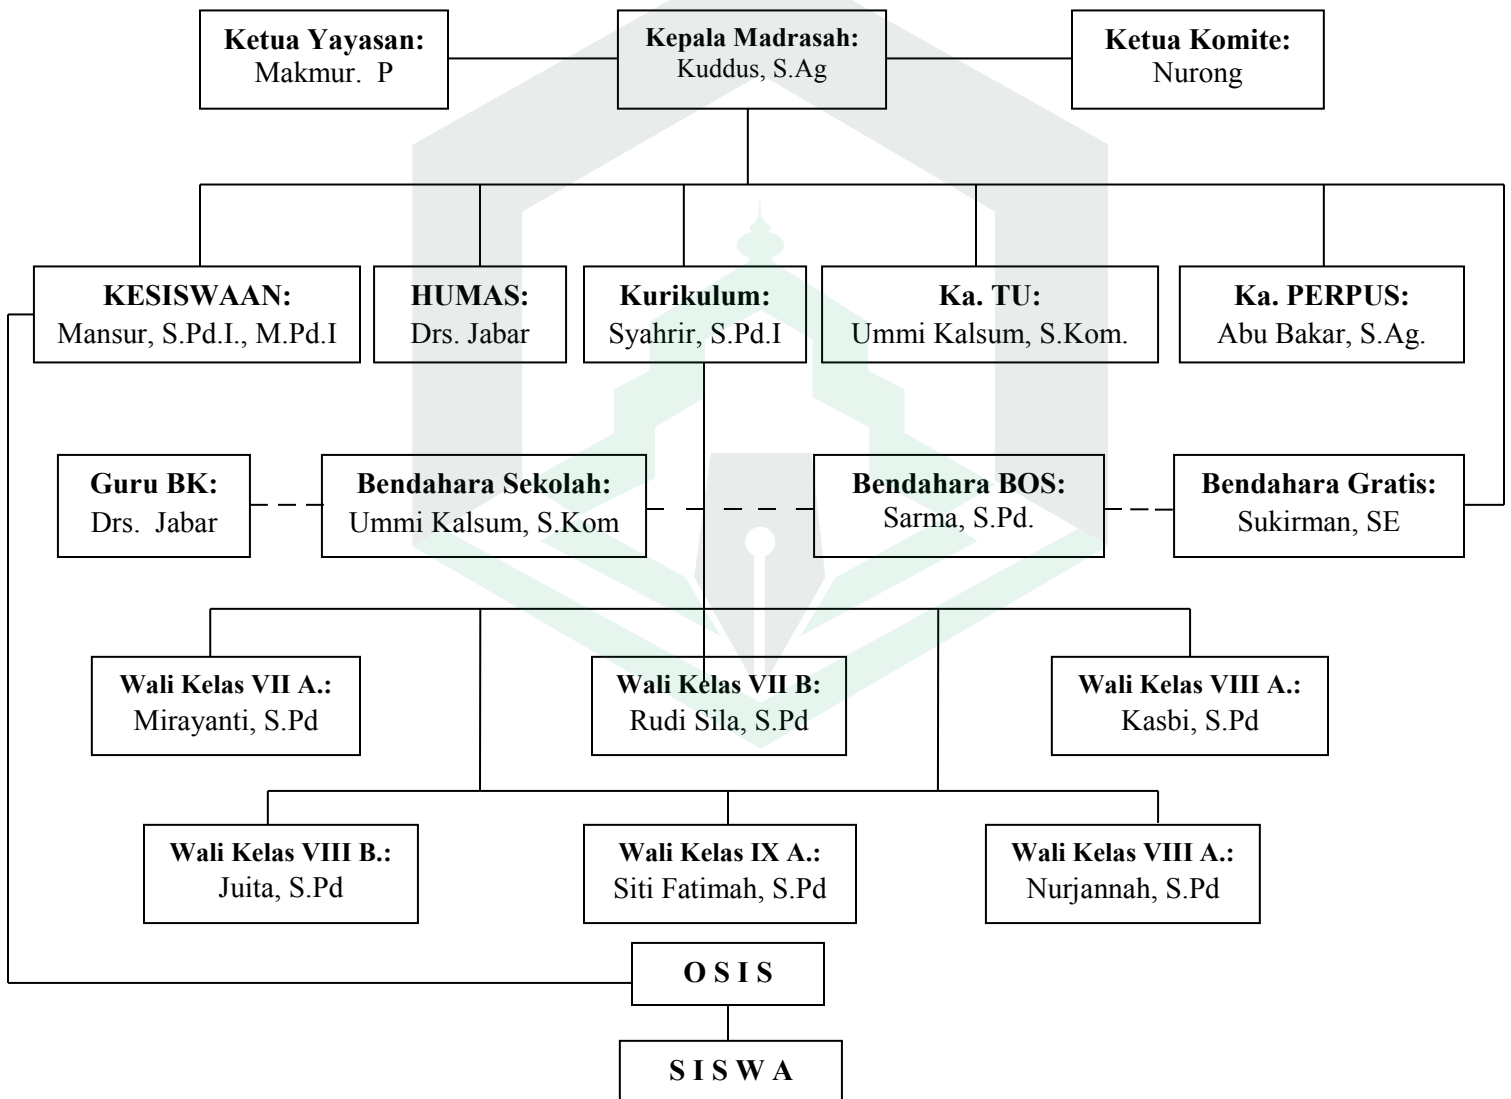 Ketua Yayasan:
Makmur. P
Kepala Madrasah:
Kuddus, S.Ag
Ketua Komite:
Nurong
KESISWAAN:
Mansur, S.Pd.I., M.Pd.I
HUMAS:
Drs. Jabar
Kurikulum:
Syahrir, S.Pd.I
Ka. TU:
Ummi Kalsum, S.Kom.
Ka. PERPUS:
Abu Bakar, S.Ag.
Guru BK:
Drs. Jabar
Bendahara Sekolah:
Ummi Kalsum, S.Kom
Bendahara BOS:
Sarma, S.Pd.
Bendahara Gratis:
Sukirman, SE
Wali Kelas VII A.:
Mirayanti, S.Pd
Wali Kelas VII B:
Rudi Sila, S.Pd
Wali Kelas VIII A.:
Kasbi, S.Pd
Wali Kelas VIII B.:
Juita, S.Pd
Wali Kelas IX A.:
Siti Fatimah, S.Pd
Wali Kelas VIII A.:
Nurjannah, S.Pd
O S I S
S I S W A